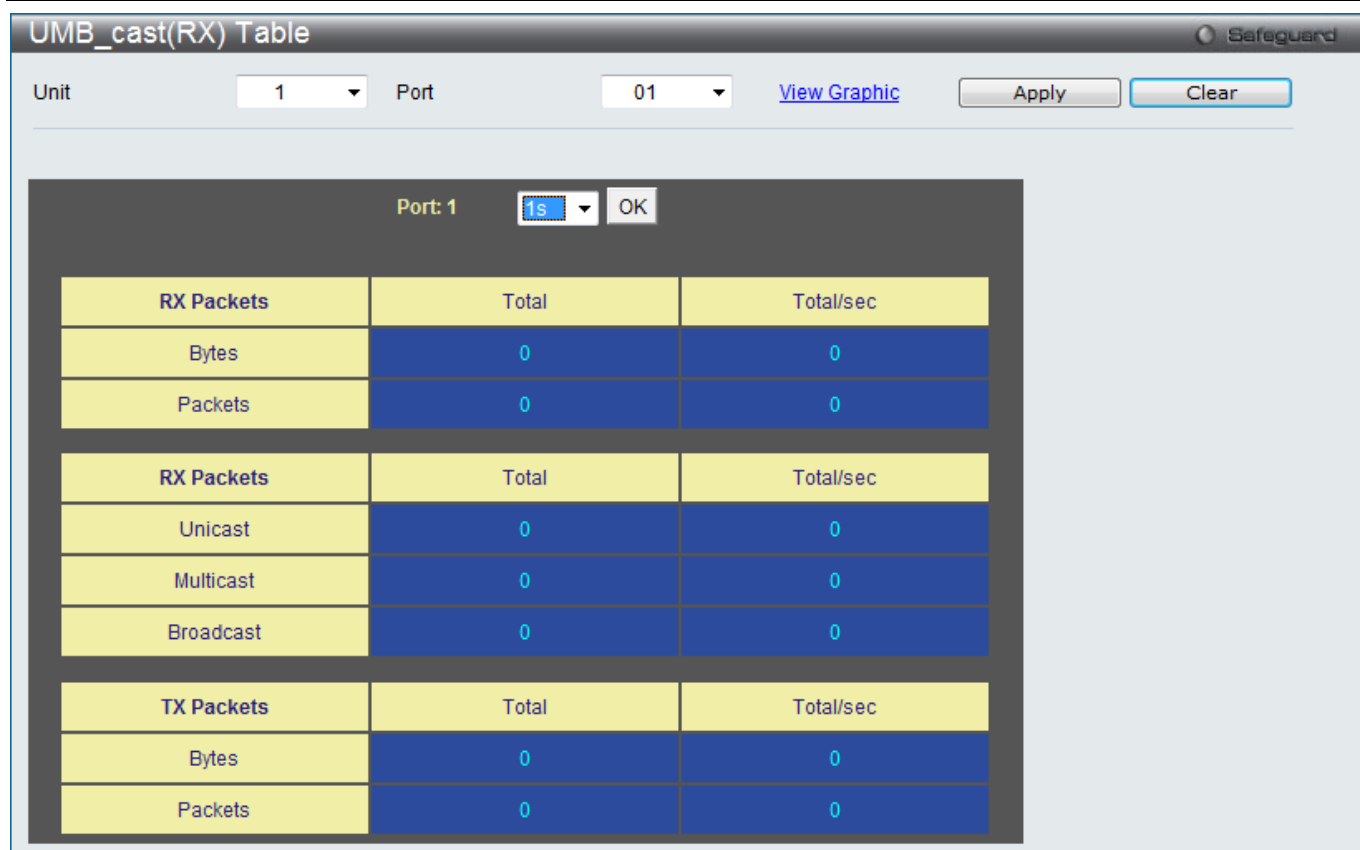 UMB_cast(RX) Table Safeguard
Unit 1 Port 01 View Graphic Apply Clear
Port: 1 1s OK
RX Packets Total Total/sec
Bytes 0 0
Packets 0 0
RX Packets Total Total/sec
Unicast 0 0
Multicast 0 0
Broadcast 0 0
TX Packets Total Total/sec
Bytes 0 0
Packets 0 0